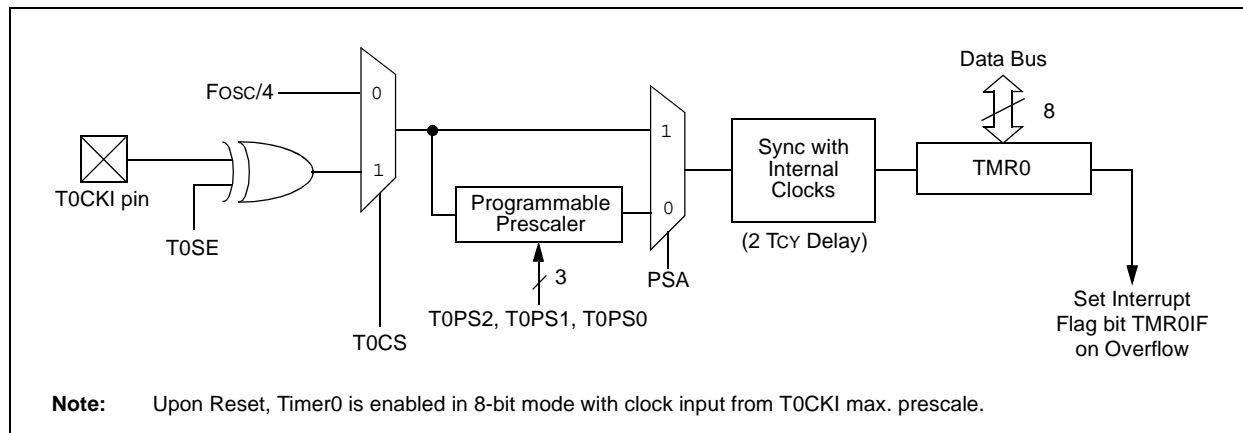 Data Bus
8
FOSC/4
0
1
T0CKI pin
T0SE
T0CS
Programmable
Prescaler
3
T0PS2, T0PS1, T0PS0
1
0
PSA
Sync with
Internal
Clocks
(2 TCY Delay)
TMR0
Set Interrupt
Flag bit TMR0IF
on Overflow
Note: Upon Reset, Timer0 is enabled in 8-bit mode with clock input from T0CKI max. prescale.